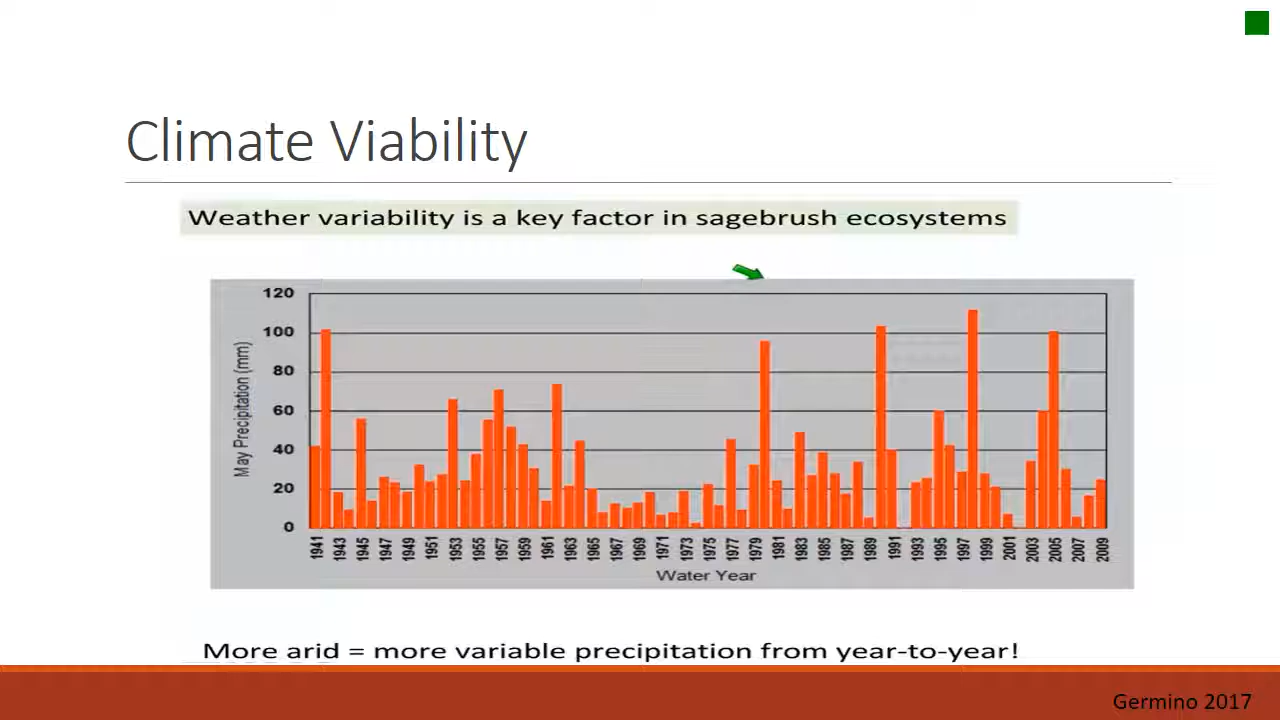 Climate Viability
Weather variability is a key factor in sagebrush ecosystems
120
100
80
60
40
20
0
May Precipitation (mm)
1941 1943 1945 1947 1949 1951 1953 1955 1957 1959 1961 1963 1965 1967 1969 1971 1973 1975 1977 1979 1981 1983 1985 1987 1989 1991 1993 1995 1997 1999 2001 2003 2005 2007 2009
Water Year
More arid = more variable precipitation from year-to-year!
Germino 2017